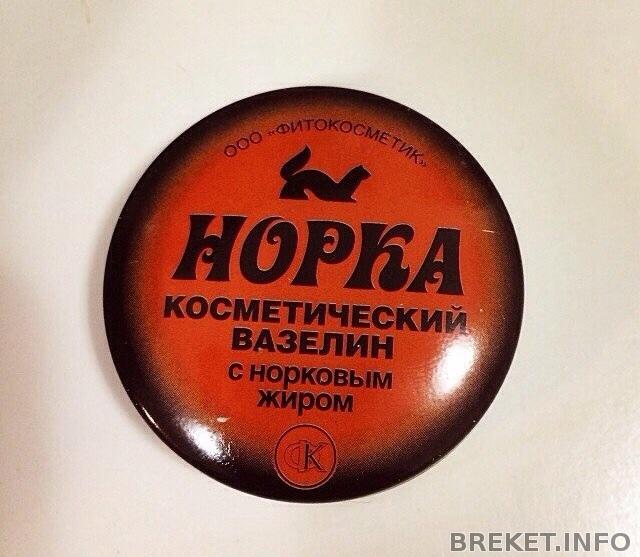 ООО «ФИТОКОСМЕТИК»
НОРКА
КОСМЕТИЧЕСКИЙ
ВАЗЕЛИН
С НОРКОВЫМ
ЖИРОМ
ФК
BREKET.INFO